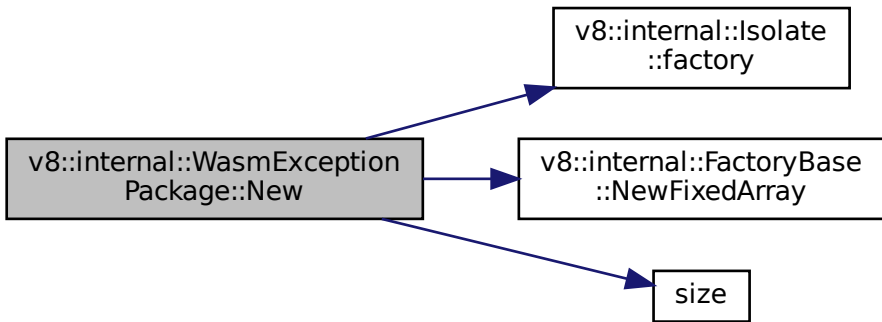 v8::internal::Isolate
::factory
v8::internal::WasmException
Package::New
v8::internal::FactoryBase
::NewFixedArray
size